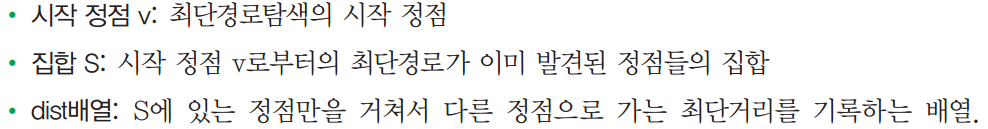 • 시작 정점 v: 최단경로탐색의 시작 정점
• 집합 S: 시작 정점 v로부터의 최단경로가 이미 발견된 정점들의 집합
• dist배열: S에 있는 정점만을 거쳐서 다른 정점으로 가는 최단거리를 기록하는 배열.